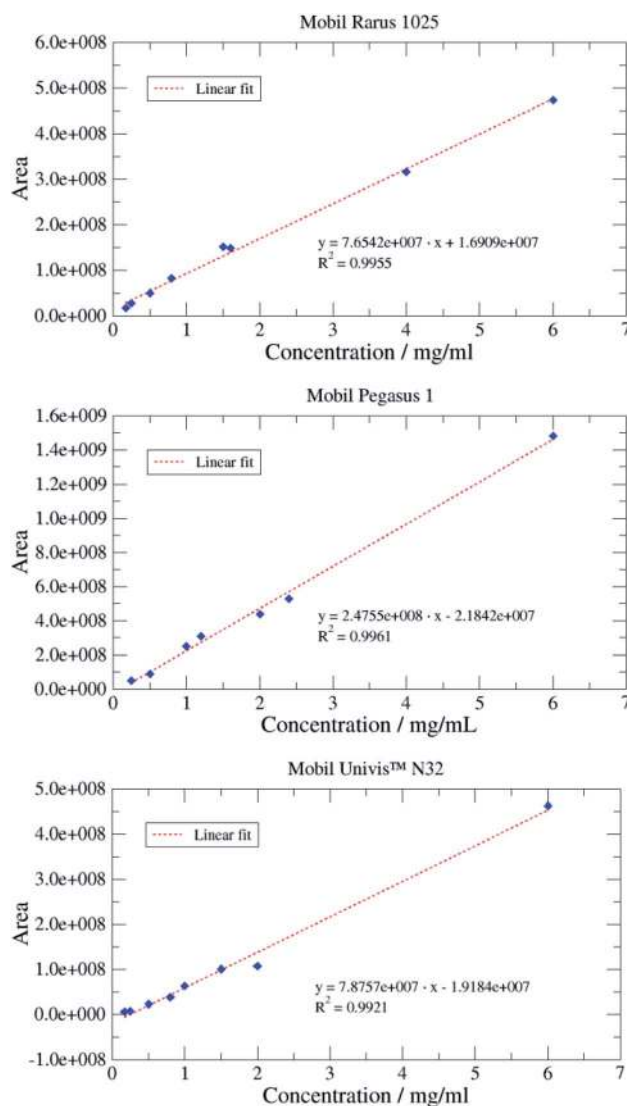 Mobil Rarus 1025
6.0e+008
5.0e+008
4.0e+008
3.0e+008
2.0e+008
1.0e+008
0.0e+000
Area
Linear fit
y = 7.6542e+007 · x + 1.6909e+007
R² = 0.9955
0 1 2 3 4 5 6 7
Concentration / mg/ml
Mobil Pegasus 1
1.6e+009
1.4e+009
1.2e+009
1.0e+009
8.0e+008
6.0e+008
4.0e+008
2.0e+008
0.0e+000
Area
Linear fit
y = 2.4755e+008 · x - 2.1842e+007
R² = 0.9961
0 1 2 3 4 5 6 7
Concentration / mg/mL
Mobil Univis™ N32
5.0e+008
4.0e+008
3.0e+008
2.0e+008
1.0e+008
0.0e+000
-1.0e+008
Area
Linear fit
y = 7.8757e+007 · x - 1.9184e+007
R² = 0.9921
0 1 2 3 4 5 6 7
Concentration / mg/ml